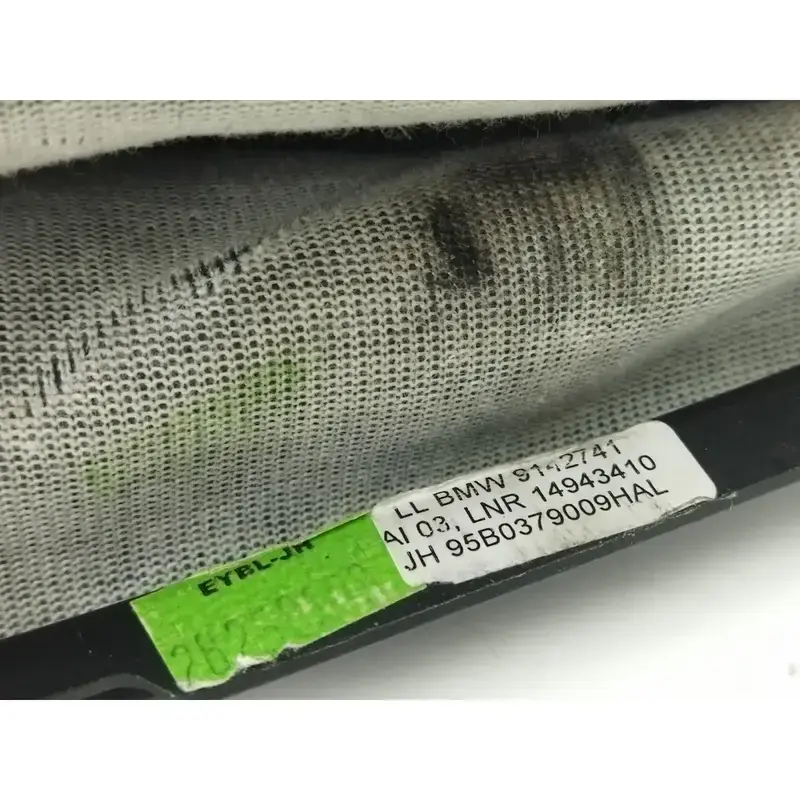 LL BMW 9142741
AI 03, LNR 14943410
JH 95B0379009HAL
EYBL-JH